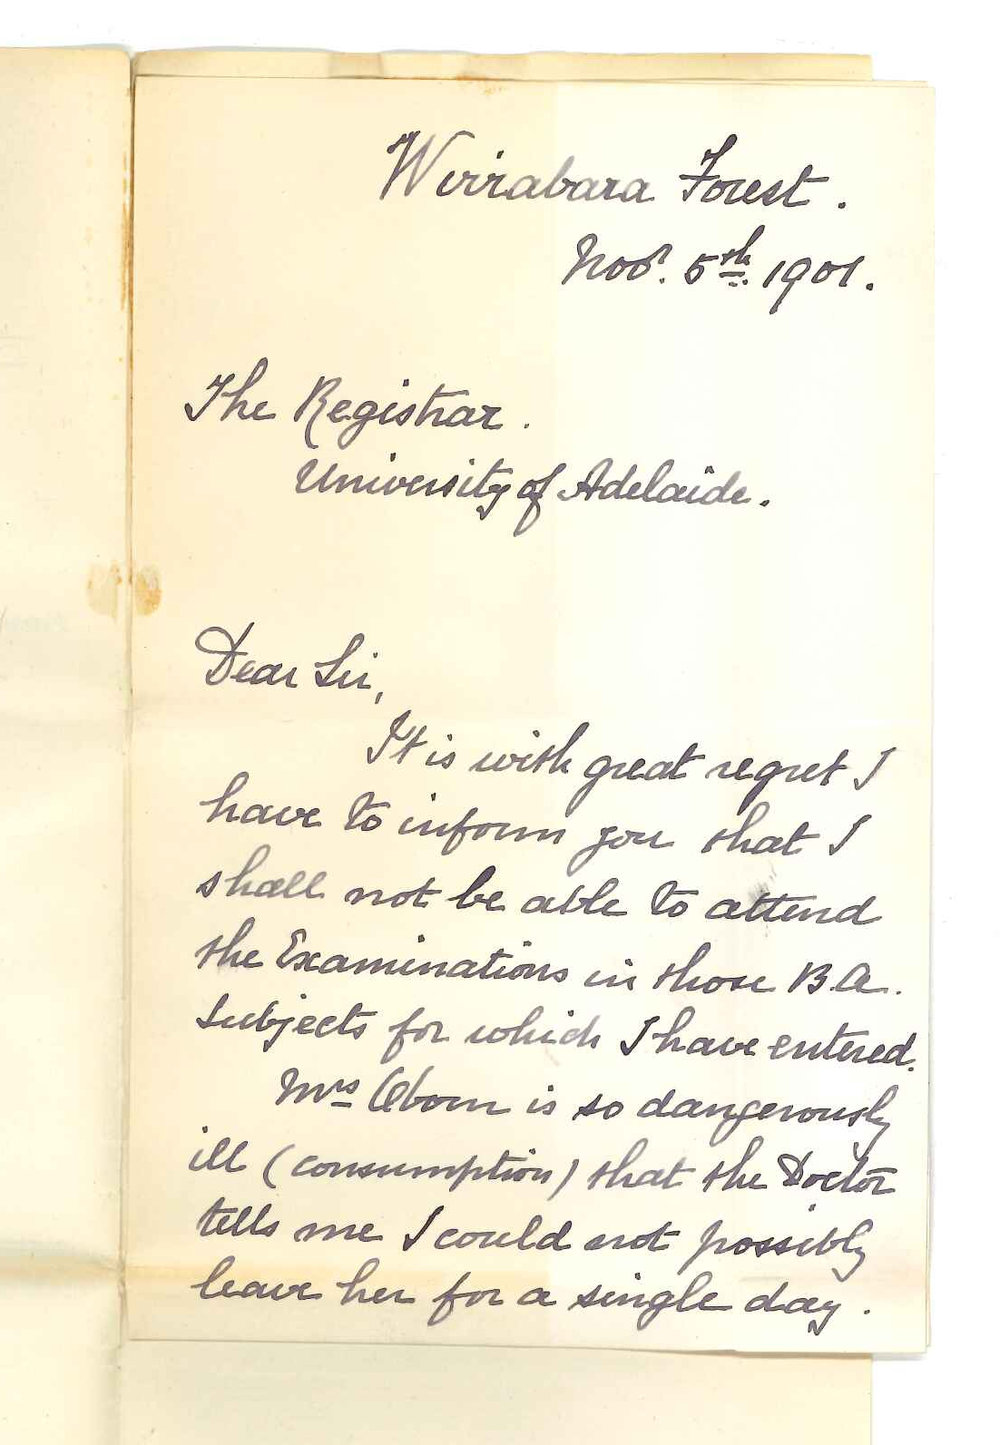 Wirrabara Forest.
Novr. 5th. 1901.
The Registrar.
University of Adelaide.
Dear Sir,
It is with great regret I
have to inform you that I
shall not be able to attend
the Examinations in those B.A.
Subjects for which I have entered.
Mrs Oborn is so dangerously
ill (consumption) that the Doctor
tells me I could not possibly
leave her for a single day.